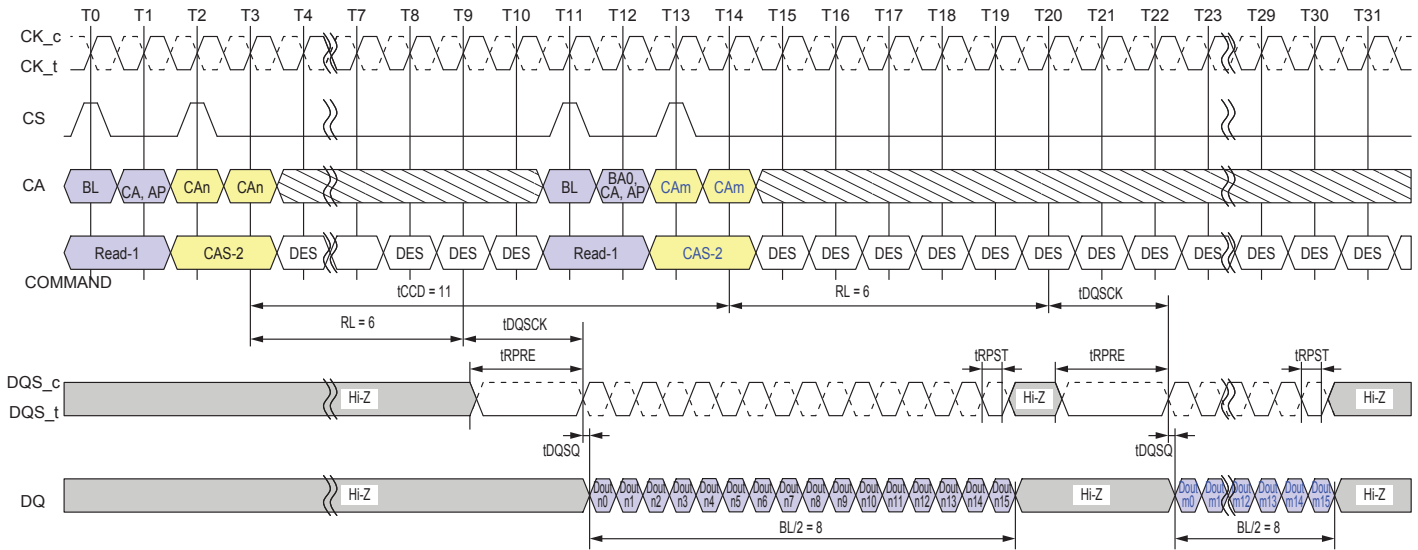 T0 T1 T2 T3 T4 T7 T8 T9 T10 T11 T12 T13 T14 T15 T16 T17 T18 T19 T20 T21 T22 T23 T29 T30 T31
CK_c
CK_t
CS
CA BL CA, AP CAn CAn BL BA0, CA, AP CAm CAm
Read-1 CAS-2 DES DES DES DES Read-1 CAS-2 DES DES DES DES DES DES DES DES DES DES DES DES
COMMAND
tCCD = 11 RL = 6 tDQSCK
RL = 6 tDQSCK
tRPRE tRPST tRPRE tRPST
DQS_c
DQS_t
Hi-Z Hi-Z Hi-Z
tDQSQ tDQSQ
DQ Hi-Z Dout n0 Dout n1 Dout n2 Dout n3 Dout n4 Dout n5 Dout n6 Dout n7 Dout n8 Dout n9 Dout n10 Dout n11 Dout n12 Dout n13 Dout n14 Dout n15 Hi-Z Dout m0 Dout m1 Dout m12 Dout m13 Dout m14 Dout m15 Hi-Z
BL/2 = 8 BL/2 = 8